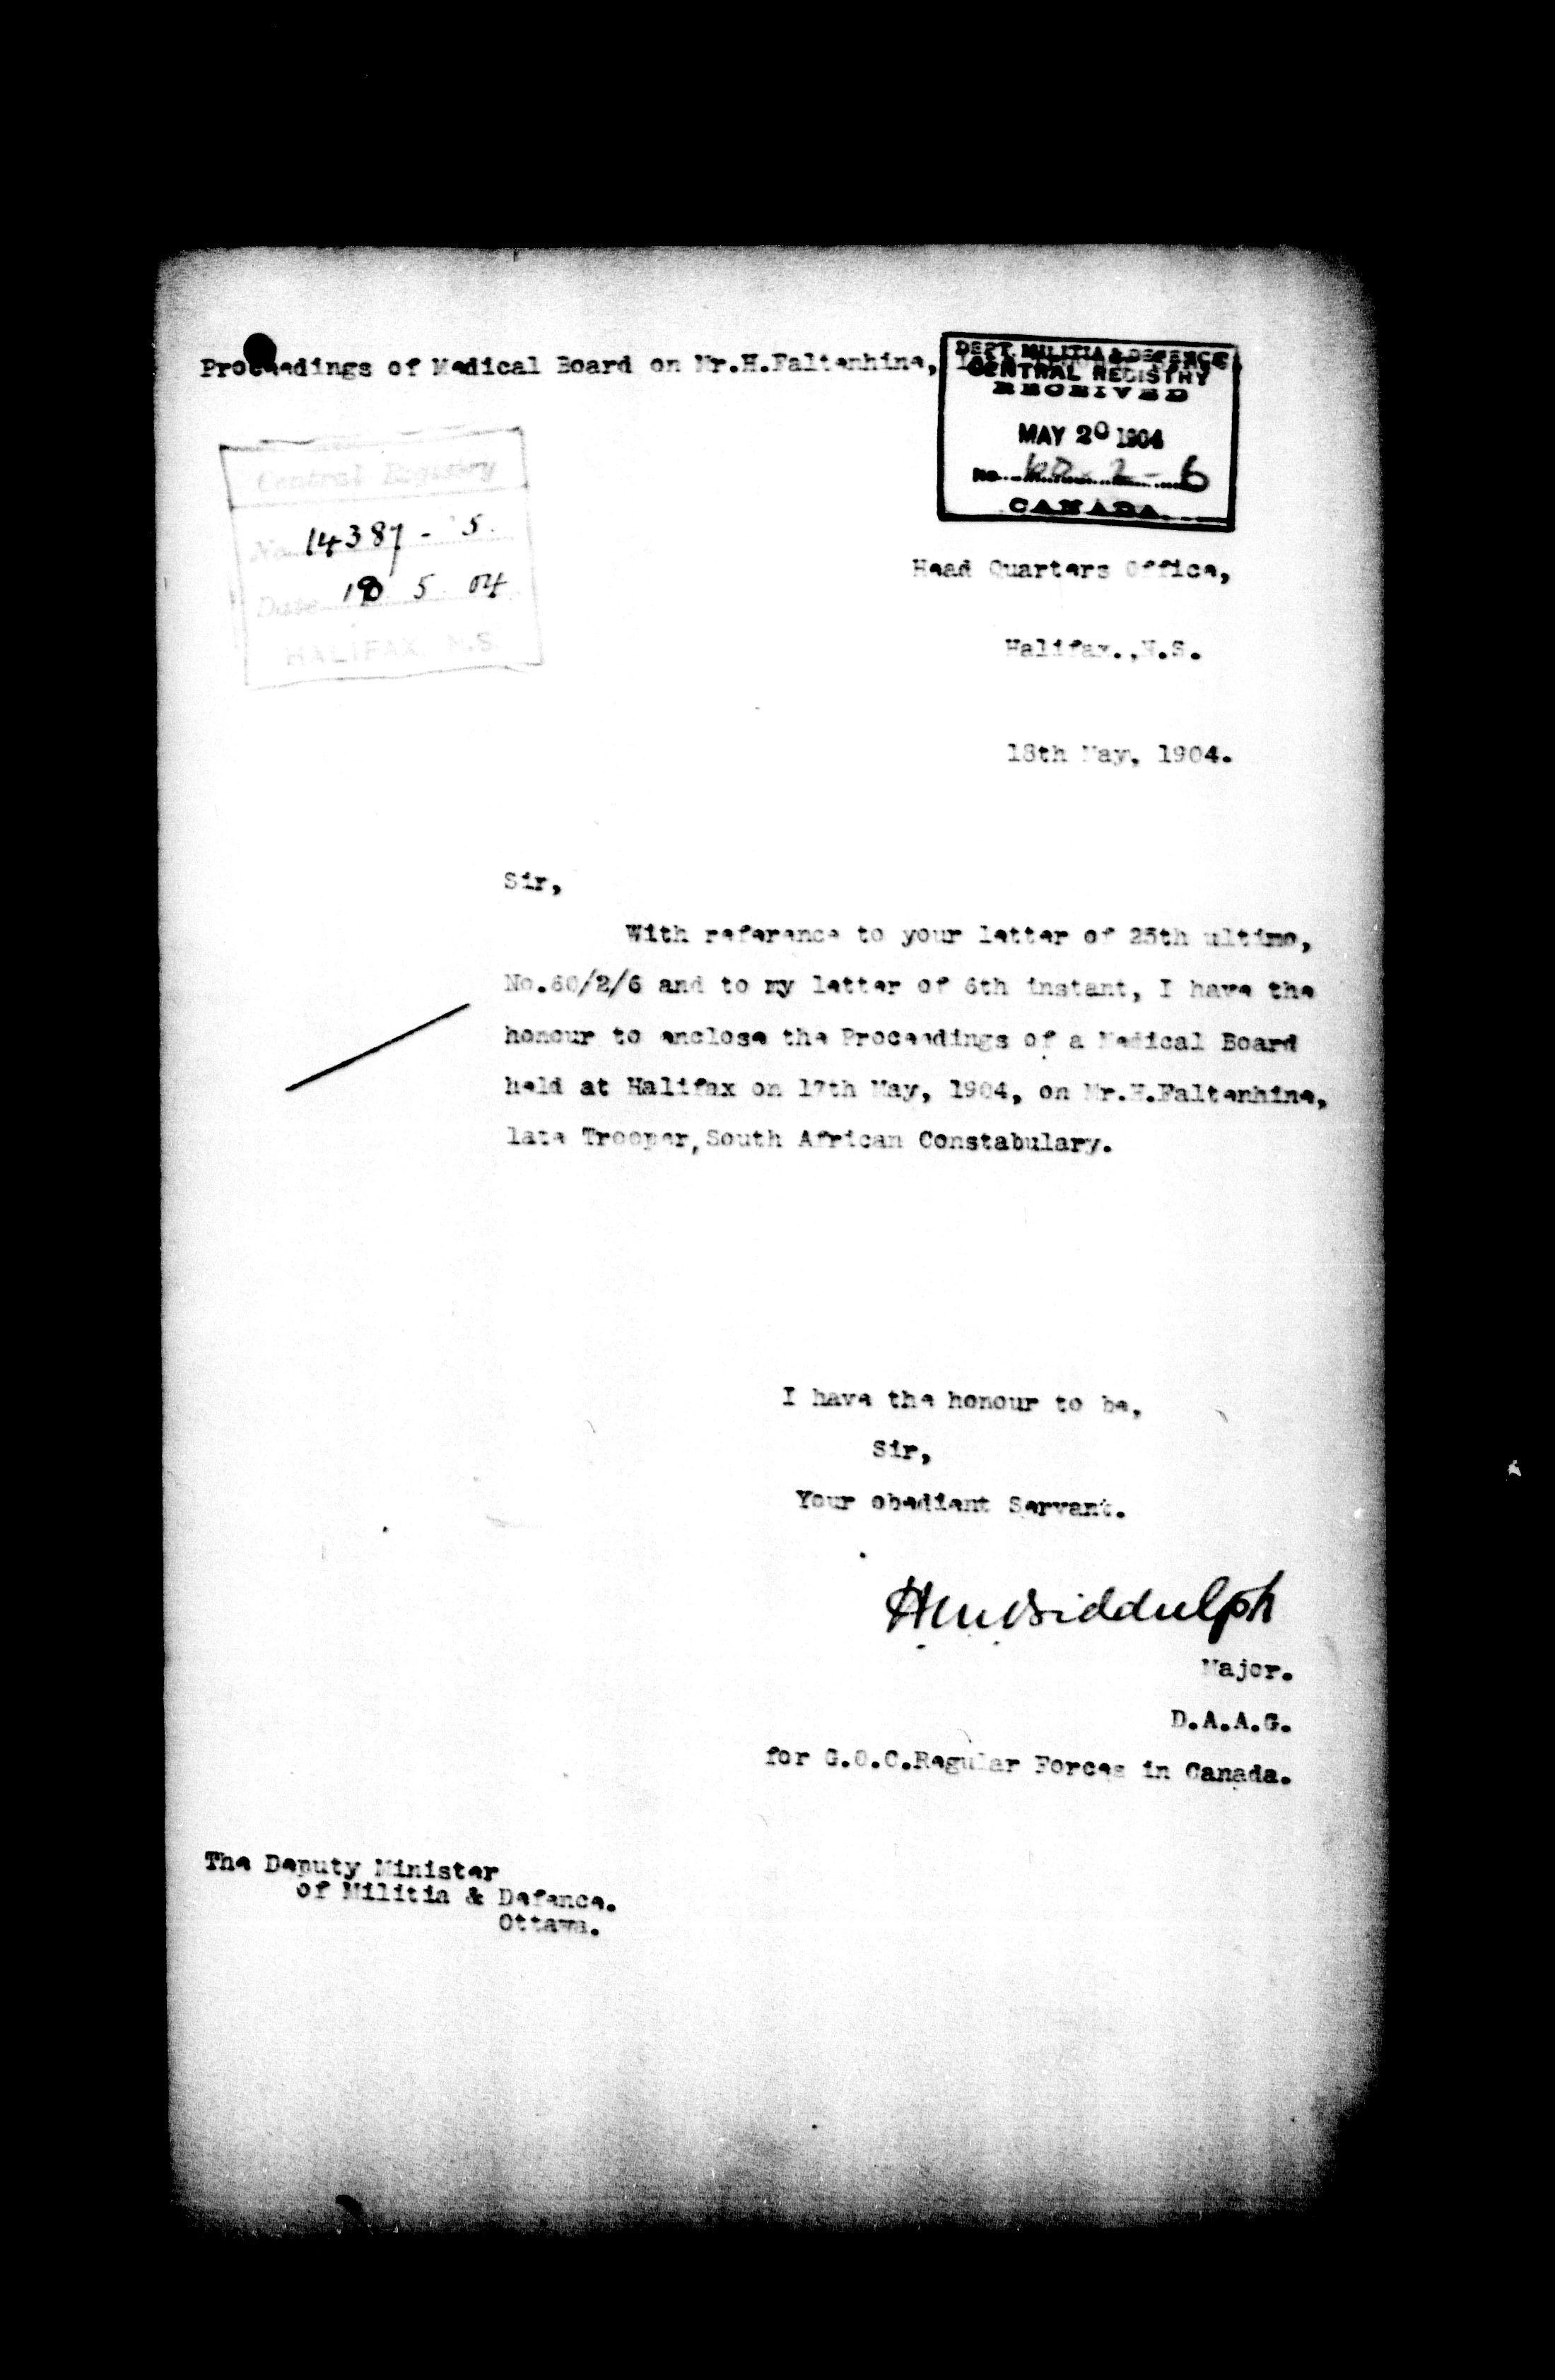 Proceedings of Medical Board on Mr.H.Faltenhine,
DEPT. MILITIA & DEFENCE
CENTRAL REGISTRY
RECEIVED
MAY 20 1904
No. - 2 - 6
CANADA
Central Registry
No. 14387 - 5.
Date 18 5 04
HALIFAX. N.S.
Head Quarters Office,
Halifax.,N.S.
18th May, 1904.
Sir,
With reference to your letter of 25th ultimo,
No.60/2/6 and to my letter of 6th instant, I have the
honour to enclose the Proceedings of a Medical Board
held at Halifax on 17th May, 1904, on Mr.H.Faltenhine,
late Trooper,South African Constabulary.
I have the honour to be,
Sir,
Your obedient Servant.
Biddulph
Major.
D.A.A.G.
for G.O.C.Regular Forces in Canada.
The Deputy Minister
of Militia & Defence.
Ottawa.